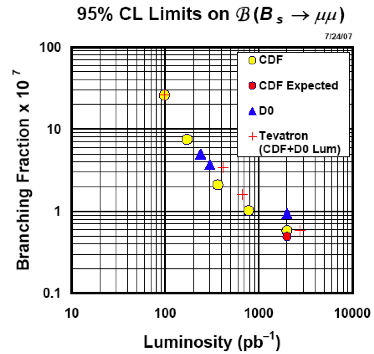 95% CL Limits on ℬ(Bₛ → μμ)
7/24/07
100
10
1
0.1
Branching Fraction x 10⁷
CDF
CDF Expected
D0
Tevatron
(CDF+D0 Lum)
10
100
1000
10000
Luminosity (pb⁻¹)